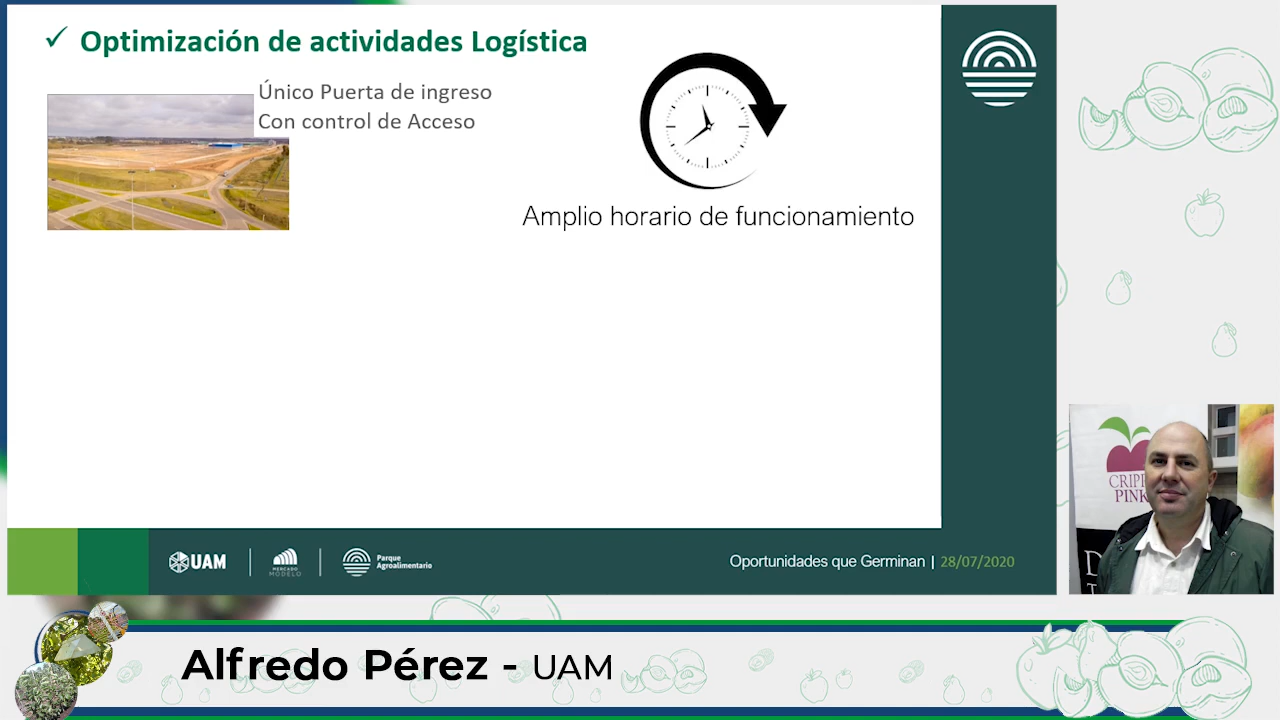 ✓ Optimización de actividades Logística
Único Puerta de ingreso
Con control de Acceso
Amplio horario de funcionamiento
CRIPP
PINK
UAM
MERCADO
MODELO
Parque
Agroalimentario
Oportunidades que Germinan | 28/07/2020
Alfredo Pérez - UAM